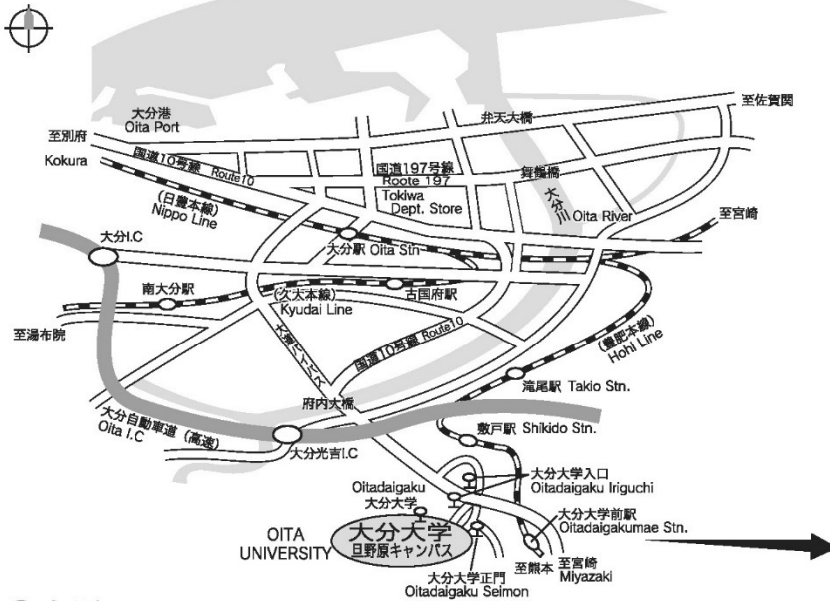 大分港
Oita Port
至別府
Kokura
国道10号線 Route10
(日豊本線)
Nippo Line
国道197号線
Roote 197
Tokiwa
Dept. Store
弁天大橋
至佐賀関
舞鶴橋
大分川
Oita River
至宮崎
大分I.C
大分駅 Oita Stn
南大分駅
(久大本線)
Kyudai Line
古国府駅
至湯布院
大道バイパス
国道10号線 Route10
(豊肥本線)
Hohi Line
滝尾駅 Takio Stn.
府内大橋
大分自動車道 (高速)
Oita I.C
大分光吉I.C
敷戸駅 Shikido Stn.
大分大学入口
Oitadaigaku Iriguchi
Oitadaigaku
大分大学
大分大学前駅
Oitadaigakumae Stn.
OITA
UNIVERSITY
大分大学
旦野原キャンパス
大分大学正門
Oitadaigaku Seimon
至熊本
至宮崎
Miyazaki